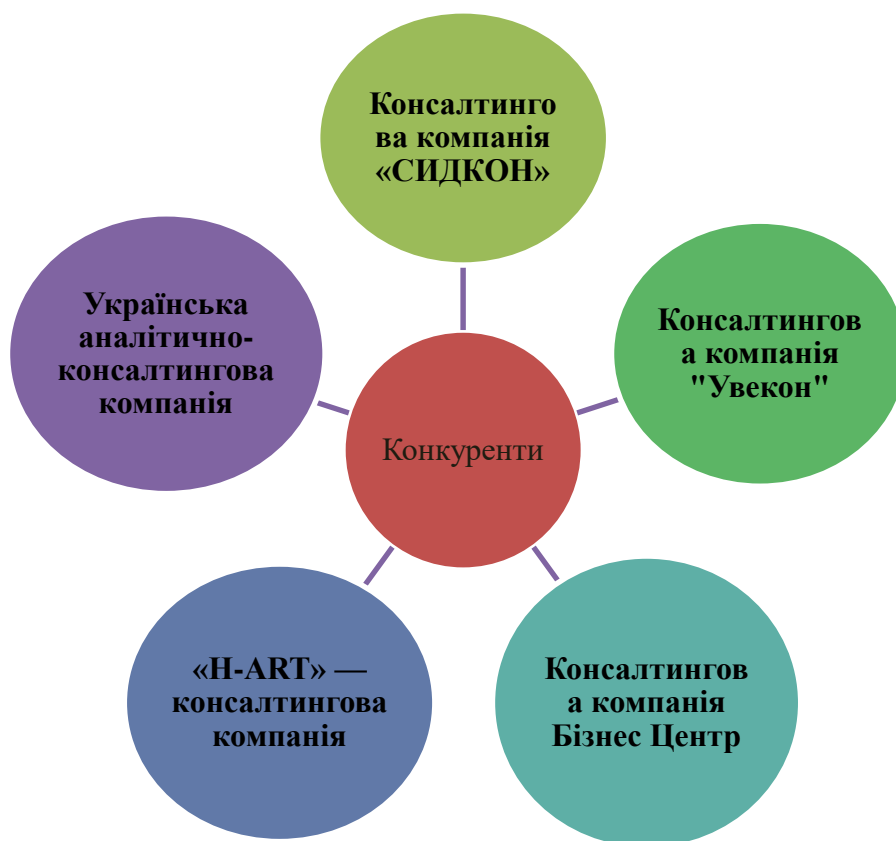 Консалтинго
ва компанія
«СИДКОН»
Українська
аналітично-
консалтингова
компанія
Консалтингов
а компанія
"Увекон"
Конкуренти
«H-ART» —
консалтингова
компанія
Консалтингов
а компанія
Бізнес Центр